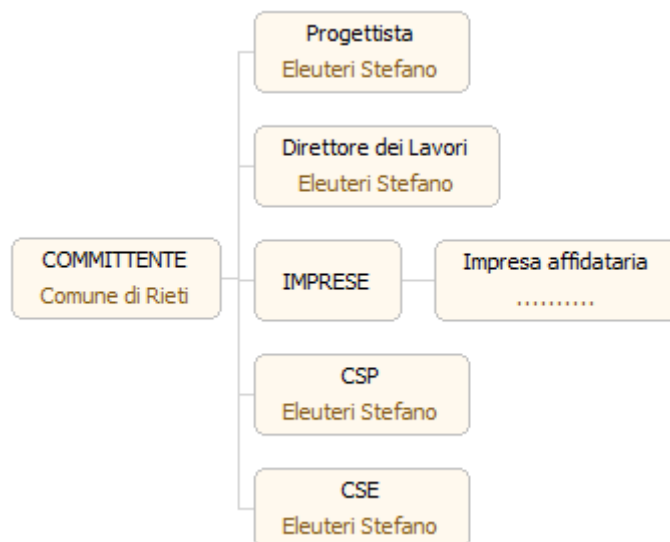 Progettista
Eleuteri Stefano
Direttore dei Lavori
Eleuteri Stefano
COMMITTENTE
Comune di Rieti
IMPRESE
Impresa affidataria
..........
CSP
Eleuteri Stefano
CSE
Eleuteri Stefano